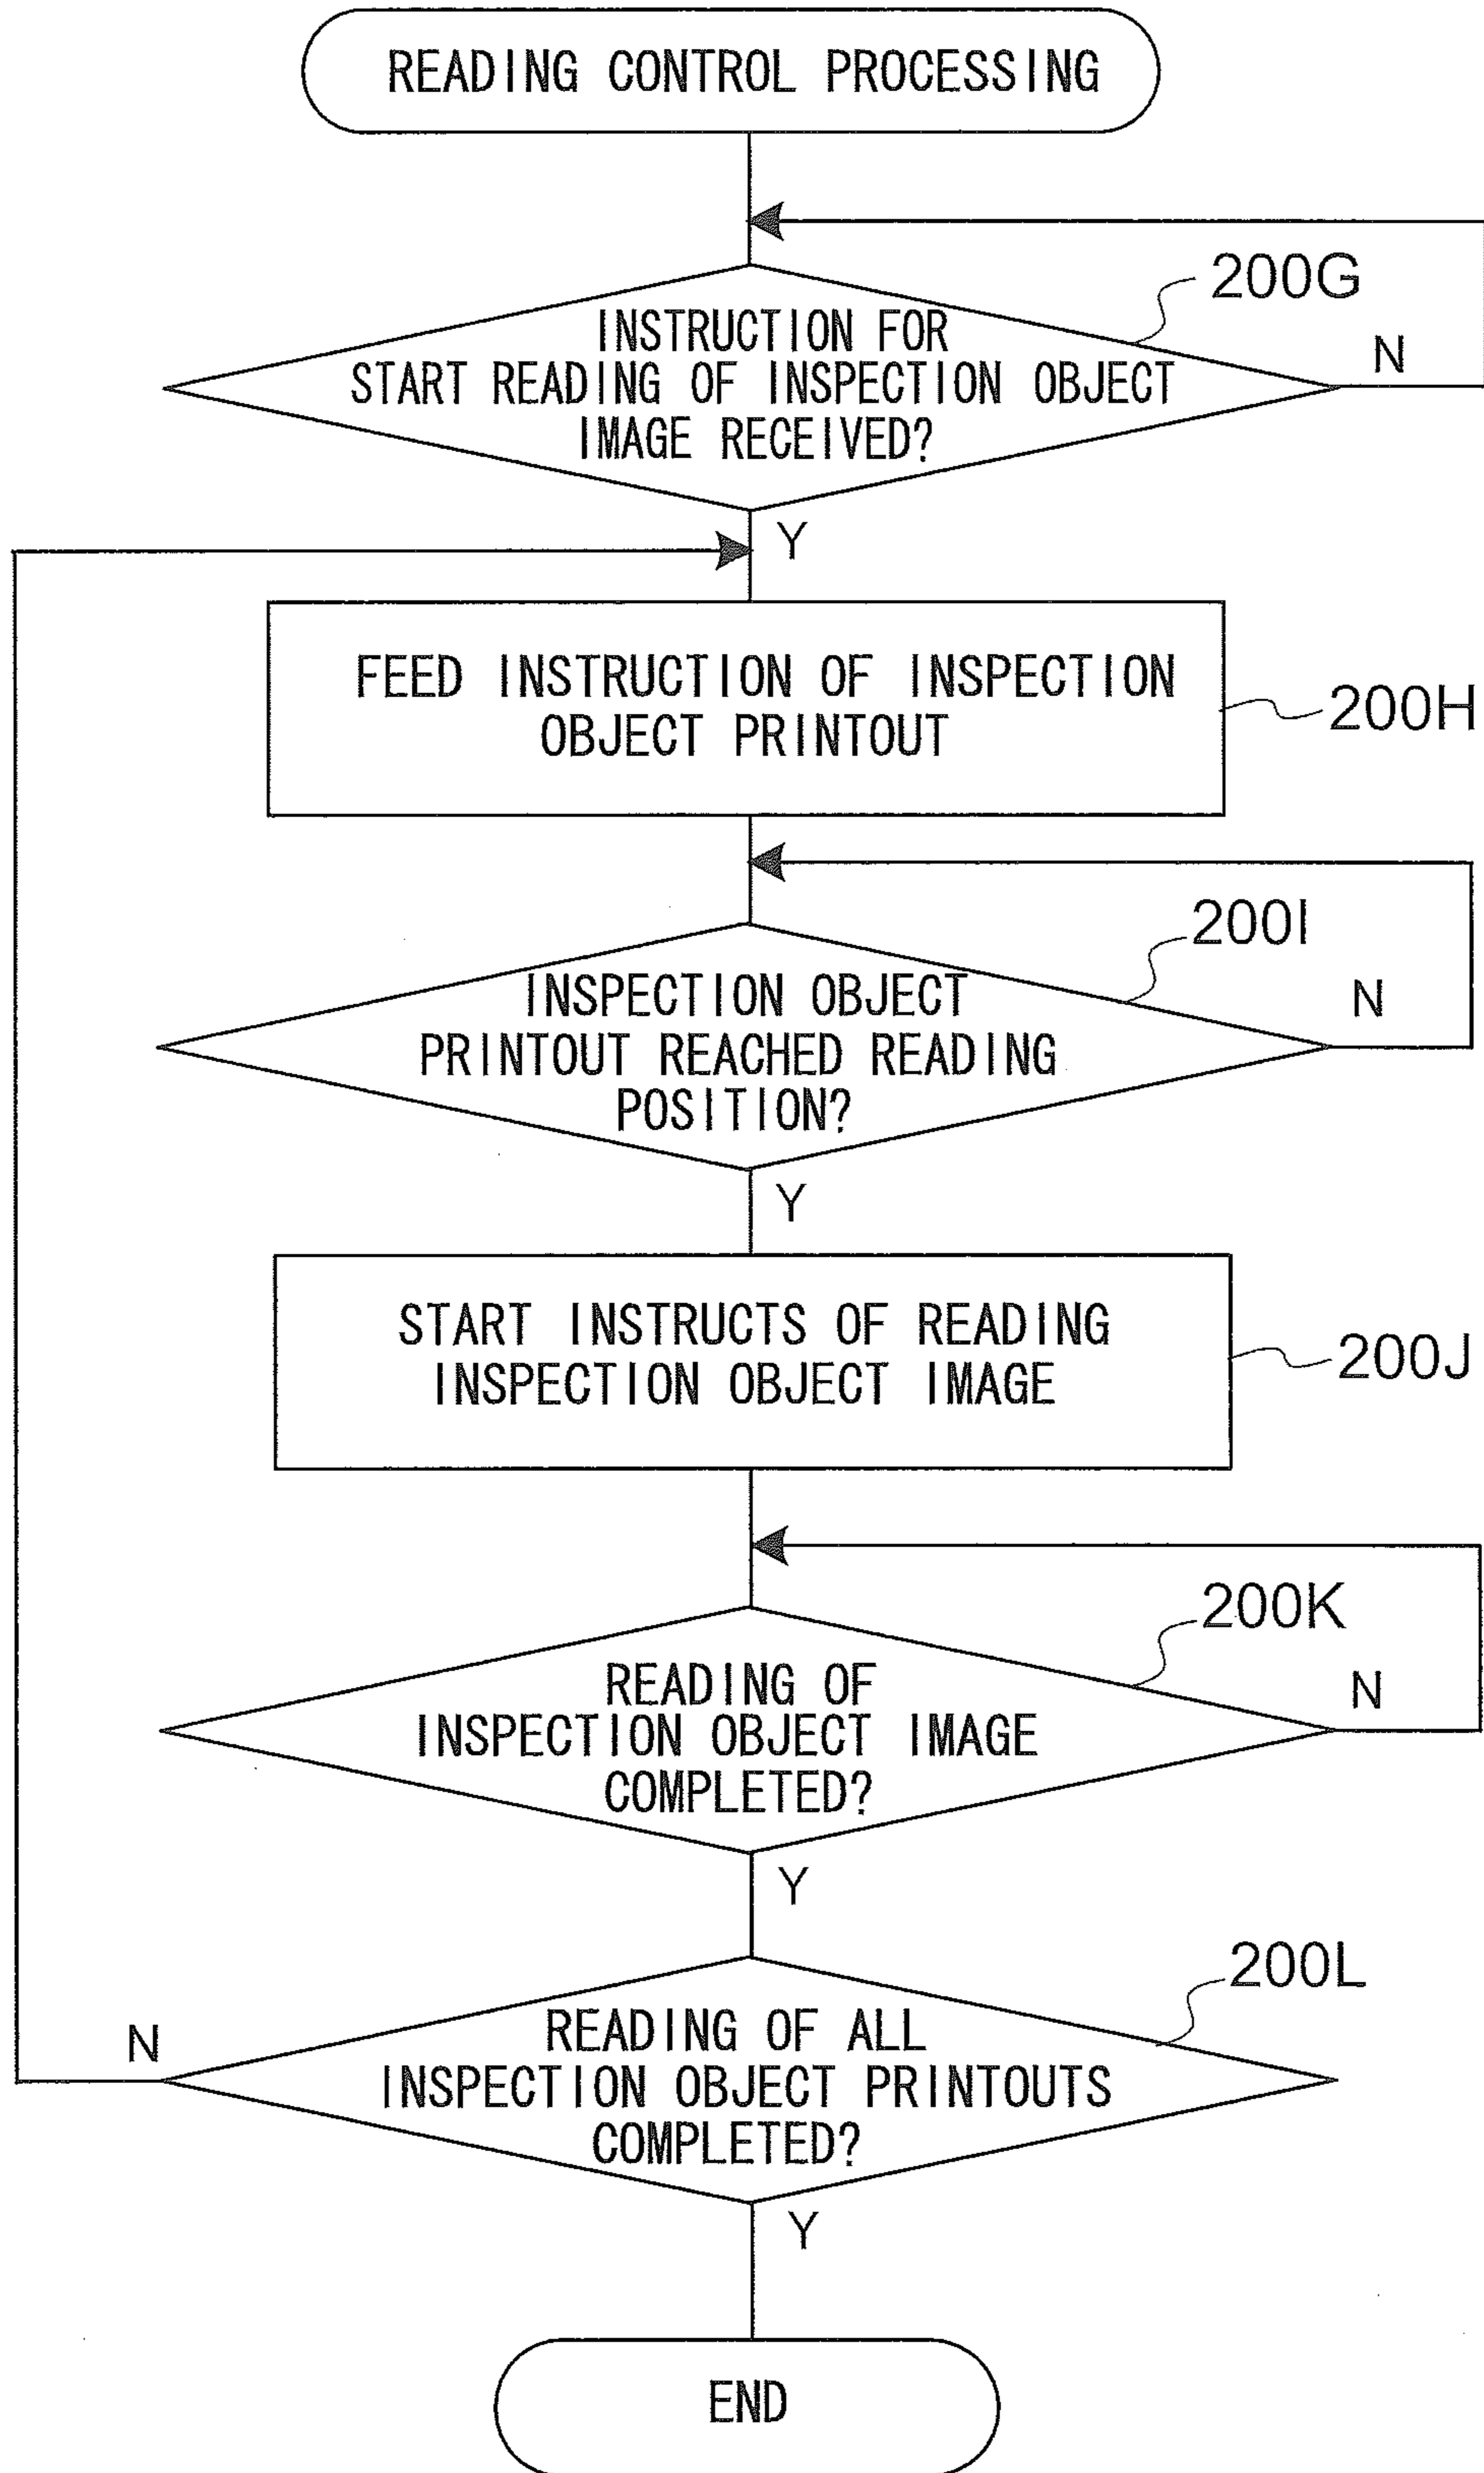 READING CONTROL PROCESSING
200G
INSTRUCTION FOR
START READING OF INSPECTION OBJECT
IMAGE RECEIVED?
N
Y
FEED INSTRUCTION OF INSPECTION
OBJECT PRINTOUT
200H
200I
INSPECTION OBJECT
PRINTOUT REACHED READING
POSITION?
N
Y
START INSTRUCTS OF READING
INSPECTION OBJECT IMAGE
200J
200K
READING OF
INSPECTION OBJECT IMAGE
COMPLETED?
N
Y
200L
READING OF ALL
INSPECTION OBJECT PRINTOUTS
COMPLETED?
N
Y
END